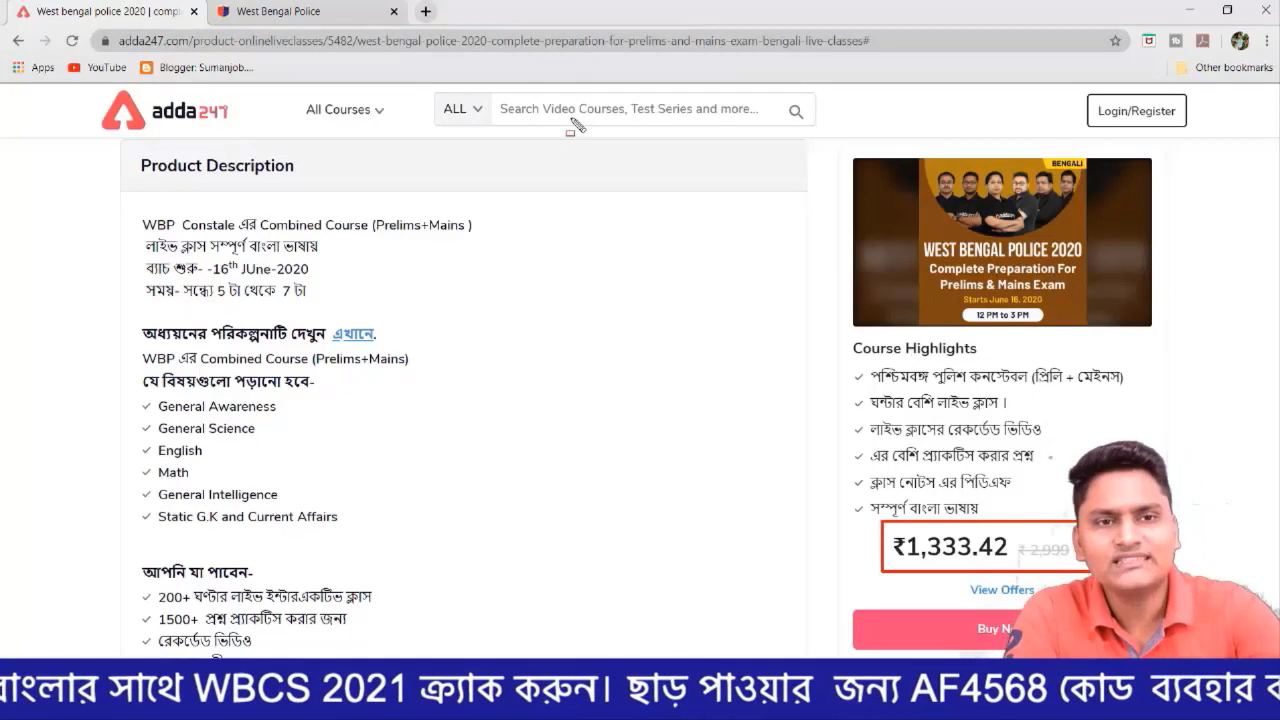 West bengal police 2020 | compl
West Bengal Police
adda247.com/product-onlineliveclasses/5482/west-bengal-police-2020-complete-preparation-for-prelims-and-mains-exam-bengali-live-classes#
Apps
YouTube
Blogger: Sumanjob....
Other bookmarks
adda247
All Courses
ALL
Search Video Courses, Test Series and more...
Login/Register
Product Description
WBP Constale এর Combined Course (Prelims+Mains )
লাইভ ক্লাস সম্পূর্ণ বাংলা ভাষায়
ব্যাচ শুরু- -16th JUne-2020
সময়- সন্ধ্যে 5 টা থেকে 7 টা
অধ্যয়নের পরিকল্পনাটি দেখুন এখানে.
WBP এর Combined Course (Prelims+Mains)
যে বিষয়গুলো পড়ানো হবে-
General Awareness
General Science
English
Math
General Intelligence
Static G.K and Current Affairs
আপনি যা পাবেন-
200+ ঘণ্টার লাইভ ইন্টারএকটিভ ক্লাস
1500+ প্রশ্ন প্র্যাকটিস করার জন্য
রেকর্ডেড ভিডিও
BENGALI
WEST BENGAL POLICE 2020
Complete Preparation For
Prelims & Mains Exam
Starts June 16, 2020
12 PM to 3 PM
Course Highlights
পশ্চিমবঙ্গ পুলিশ কনস্টেবল (প্রিলি + মেইনস)
ঘন্টার বেশি লাইভ ক্লাস ।
লাইভ ক্লাসের রেকর্ডেড ভিডিও
এর বেশি প্র্যাকটিস করার প্রশ্ন
ক্লাস নোটস এর পিডিএফ
সম্পূর্ণ বাংলা ভাষায়
₹1,333.42 ₹ 2,999
View Offers
Buy N
বাংলার সাথে WBCS 2021 ক্র্যাক করুন। ছাড় পাওয়ার জন্য AF4568 কোড ব্যবহার ক